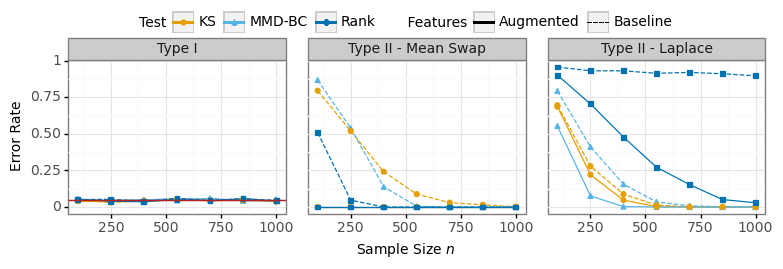 Test KS MMD-BC Rank Features Augmented Baseline
Type I Type II - Mean Swap Type II - Laplace
1
0.75
0.50
0.25
0
Error Rate
250 500 750 1000 250 500 750 1000 250 500 750 1000
Sample Size n